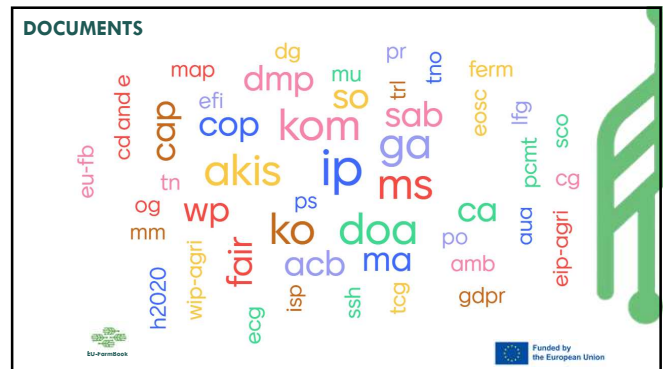 DOCUMENTS
dg
pr
tno
map
dmp
mu
ferm
cd and e
efi
so
trl
eosc
lfg
cap
cop
kom
sab
sco
eu-fb
akis
ip
ga
pcmt
tn
ms
cg
og
wp
ps
ca
aua
eip-agri
mm
ko
doa
po
fair
acb
ma
amb
h2020
wip-agri
isp
ssh
tcg
gdpr
ecg
EU-FarmBook
Funded by
the European Union